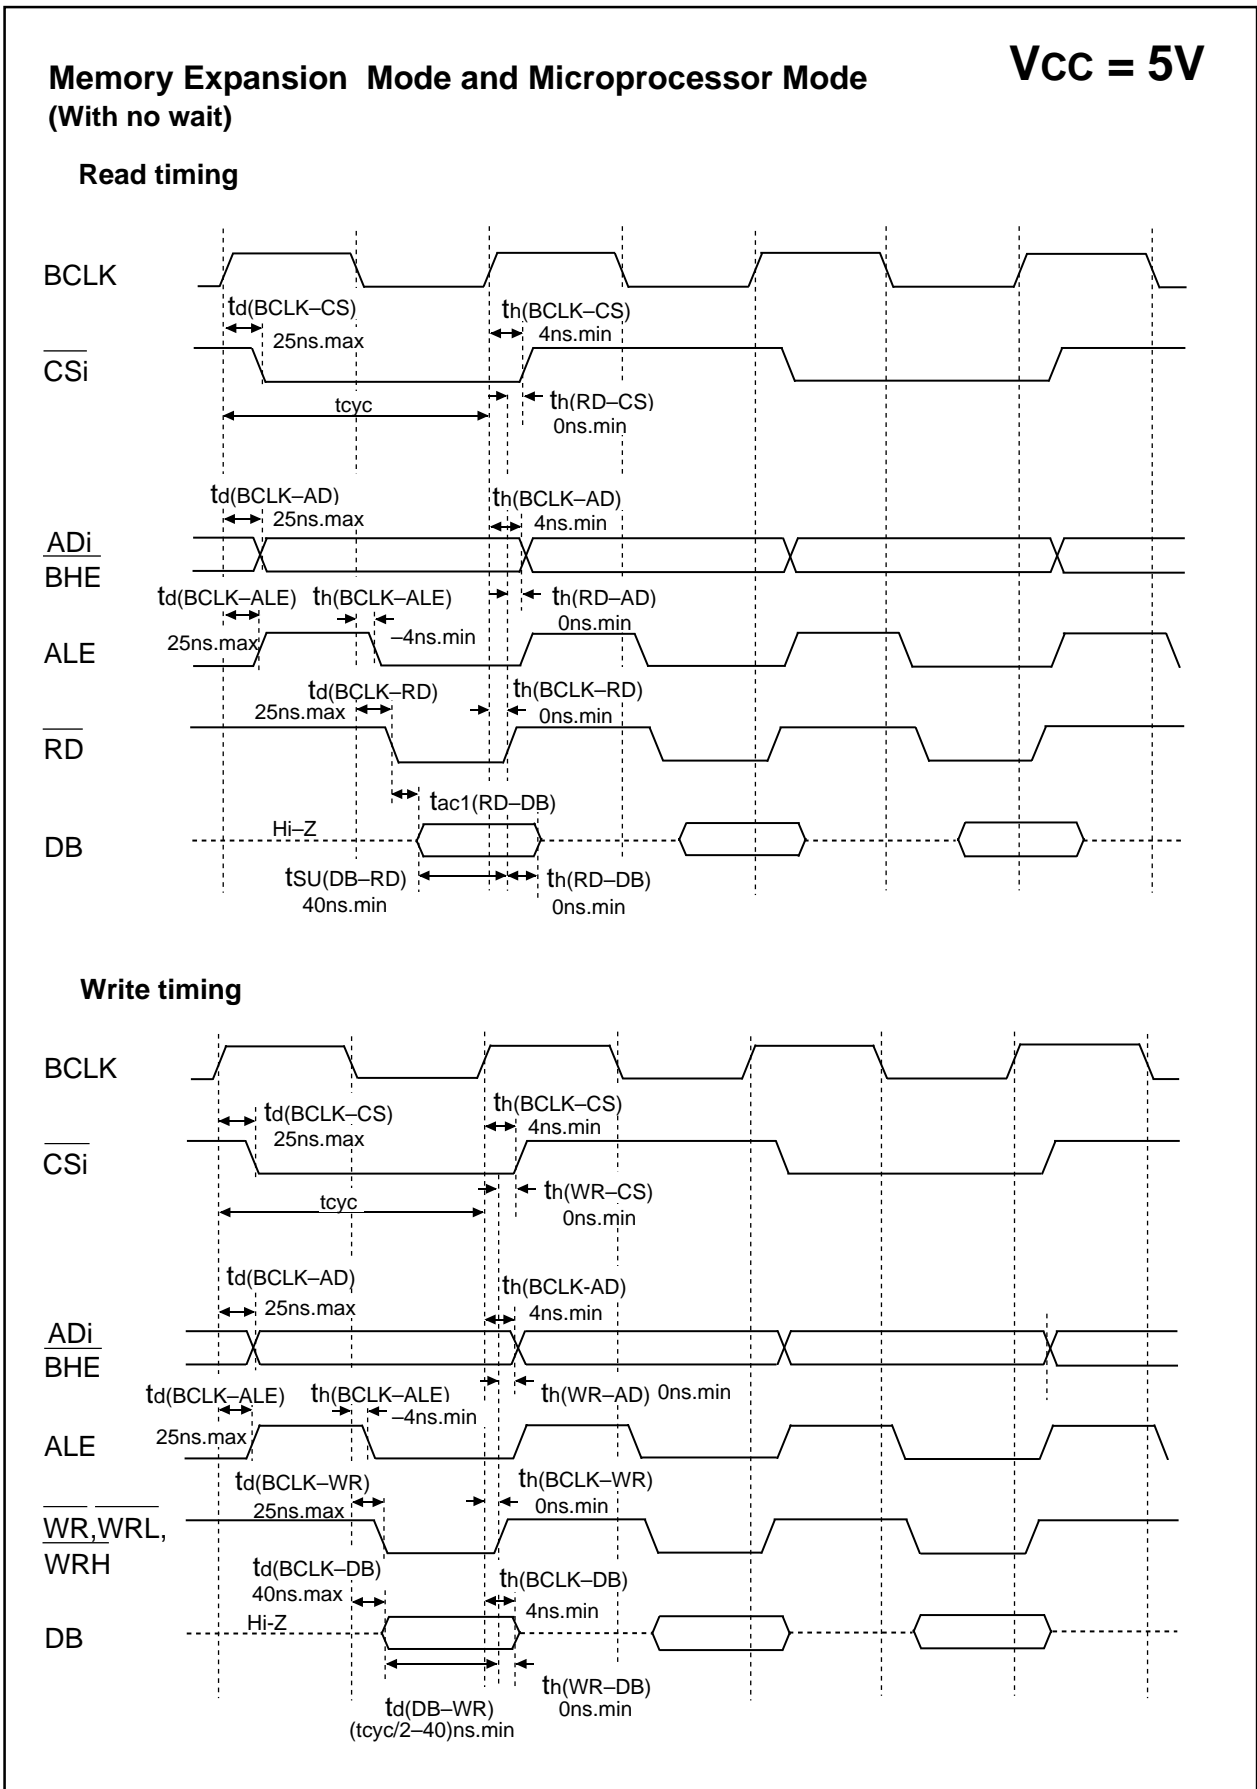 Memory Expansion  Mode and Microprocessor Mode
VCC = 5V
(With no wait)
Read timing
BCLK
td(BCLK–CS)
25ns.max
th(BCLK–CS)
4ns.min
CSi
tcyc
th(RD–CS)
0ns.min
td(BCLK–AD)
25ns.max
th(BCLK–AD)
4ns.min
ADi
BHE
td(BCLK–ALE)
25ns.max
th(BCLK–ALE)
–4ns.min
th(RD–AD)
0ns.min
ALE
td(BCLK–RD)
25ns.max
th(BCLK–RD)
0ns.min
RD
tac1(RD–DB)
Hi–Z
DB
tSU(DB–RD)
40ns.min
th(RD–DB)
0ns.min
Write timing
BCLK
td(BCLK–CS)
25ns.max
th(BCLK–CS)
4ns.min
CSi
tcyc
th(WR–CS)
0ns.min
td(BCLK–AD)
25ns.max
th(BCLK-AD)
4ns.min
ADi
BHE
td(BCLK–ALE)
25ns.max
th(BCLK–ALE)
–4ns.min
th(WR–AD) 0ns.min
ALE
td(BCLK–WR)
25ns.max
th(BCLK–WR)
0ns.min
WR,WRL,
WRH
td(BCLK–DB)
40ns.max
th(BCLK–DB)
4ns.min
Hi-Z
DB
td(DB–WR)
(tcyc/2–40)ns.min
th(WR–DB)
0ns.min